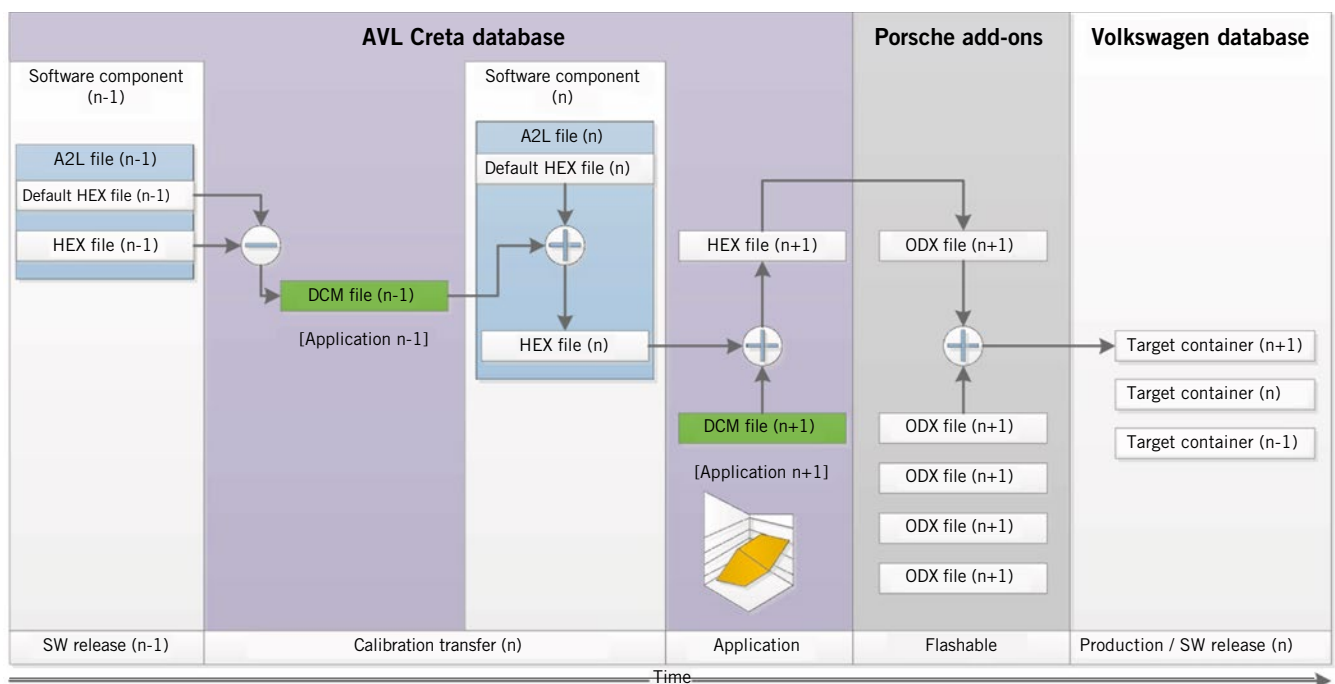 AVL Creta database
Porsche add-ons
Volkswagen database
Software component
(n-1)
A2L file (n-1)
Default HEX file (n-1)
HEX file (n-1)
DCM file (n-1)
[Application n-1]
Software component
(n)
A2L file (n)
Default HEX file (n)
HEX file (n)
HEX file (n+1)
DCM file (n+1)
[Application n+1]
ODX file (n+1)
ODX file (n+1)
ODX file (n+1)
ODX file (n+1)
ODX file (n+1)
Target container (n+1)
Target container (n)
Target container (n-1)
SW release (n-1)
Calibration transfer (n)
Application
Flashable
Production / SW release (n)
Time